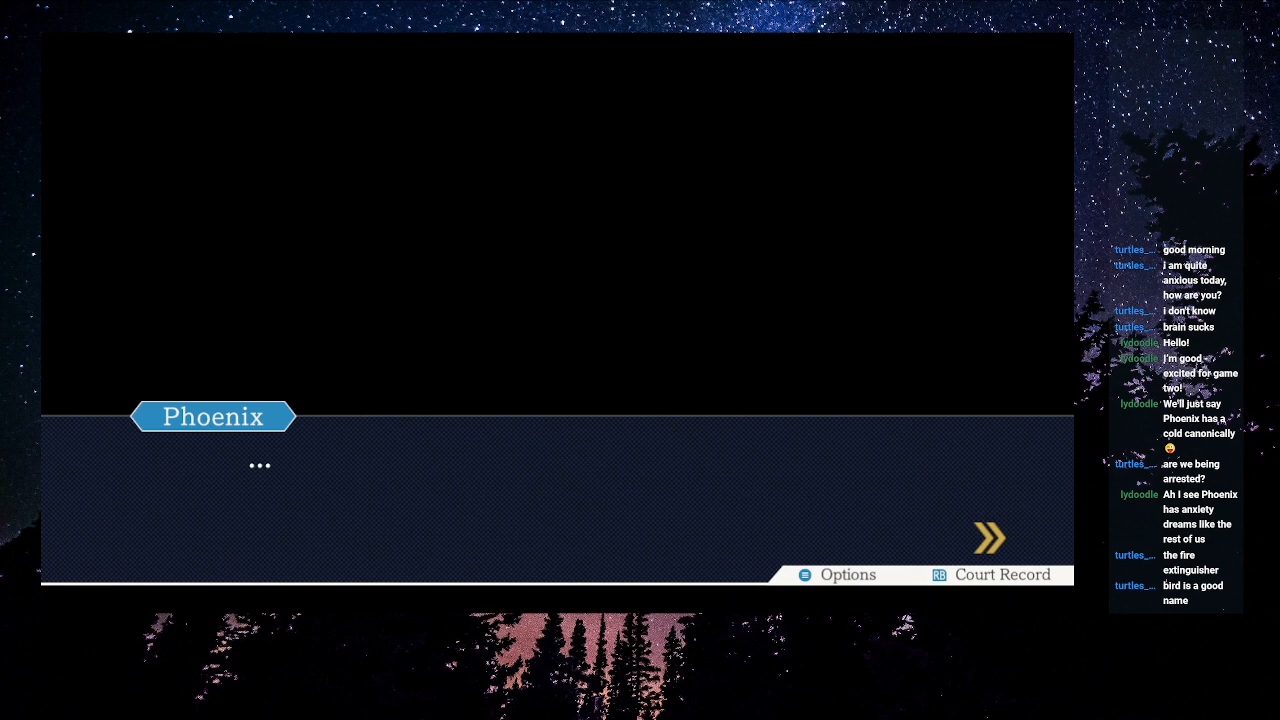 Phoenix
...
Options
RB Court Record
turtles_... good morning
turtles_... i am quite
anxious today,
how are you?
turtles_... i don't know
turtles_... brain sucks
lydoodle Hello!
lydoodle I'm good -
excited for game
two!
lydoodle We'll just say
Phoenix has a
cold canonically
😛
turtles_... are we being
arrested?
lydoodle Ah I see Phoenix
has anxiety
dreams like the
rest of us
turtles_... the fire
extinguisher
turtles_... bird is a good
name